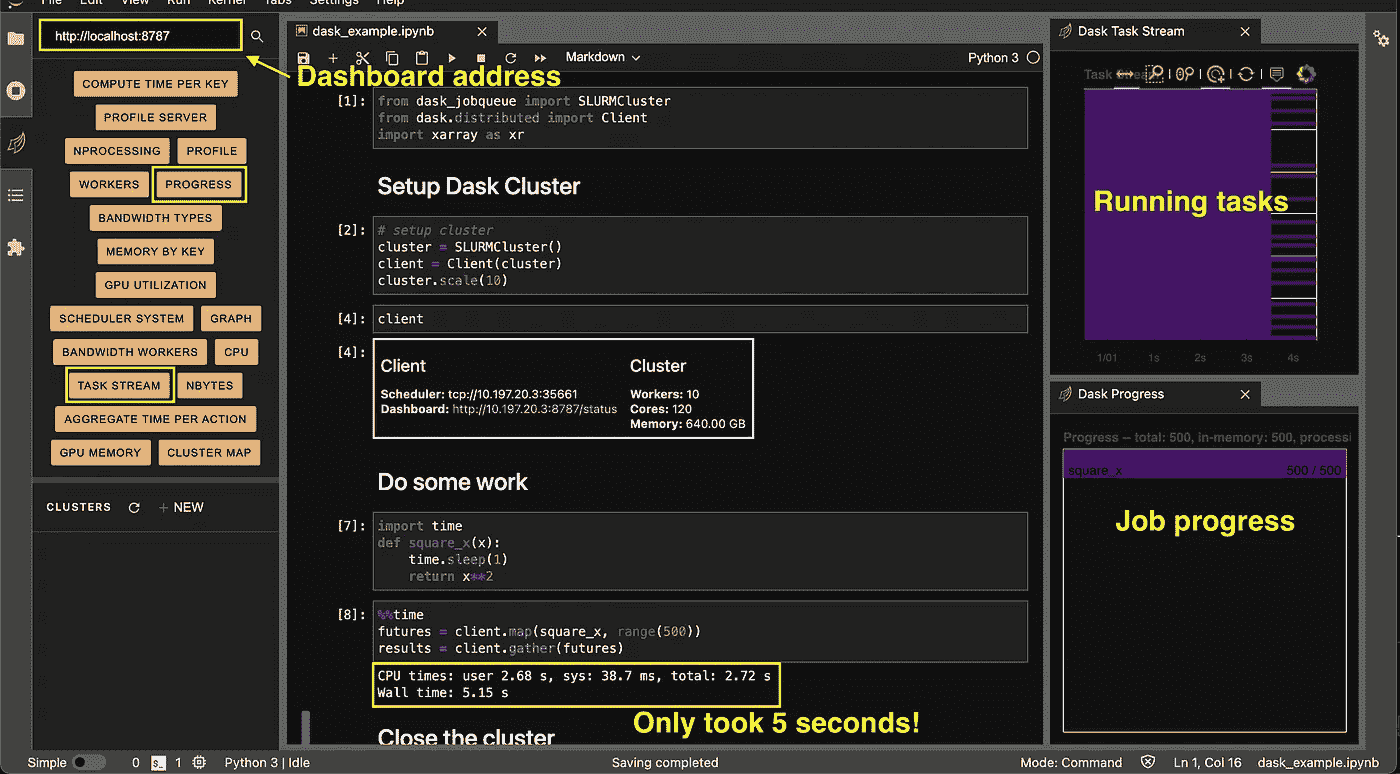 File Edit View Run Kernel Tabs Settings Help
http://localhost:8787
Dashboard address
COMPUTE TIME PER KEY
PROFILE SERVER
NPROCESSING PROFILE
WORKERS PROGRESS
BANDWIDTH TYPES
MEMORY BY KEY
GPU UTILIZATION
SCHEDULER SYSTEM GRAPH
BANDWIDTH WORKERS CPU
TASK STREAM NBYTES
AGGREGATE TIME PER ACTION
GPU MEMORY CLUSTER MAP
CLUSTERS + NEW
dask_example.ipynb
Markdown
Python 3
[1]:
from dask_jobqueue import SLURMCluster
from dask.distributed import Client
import xarray as xr
Setup Dask Cluster
[2]:
# setup cluster
cluster = SLURMCluster()
client = Client(cluster)
cluster.scale(10)
[4]:
client
[4]:
Client
Scheduler: tcp://10.197.20.3:35661
Dashboard: http://10.197.20.3:8787/status
Cluster
Workers: 10
Cores: 120
Memory: 640.00 GB
Do some work
[7]:
import time
def square_x(x):
    time.sleep(1)
    return x**2
[8]:
%%time
futures = client.map(square_x, range(500))
results = client.gather(futures)
CPU times: user 2.68 s, sys: 38.7 ms, total: 2.72 s
Wall time: 5.15 s
Only took 5 seconds!
Close the cluster
Dask Task Stream
Task Stream
Running tasks
1/01 1s 2s 3s 4s
Dask Progress
Progress -- total: 500, in-memory: 500, processi
square_x 500 / 500
Job progress
Simple 0 s_ 1 Python 3 | Idle Saving completed Mode: Command Ln 1, Col 16 dask_example.ipynb